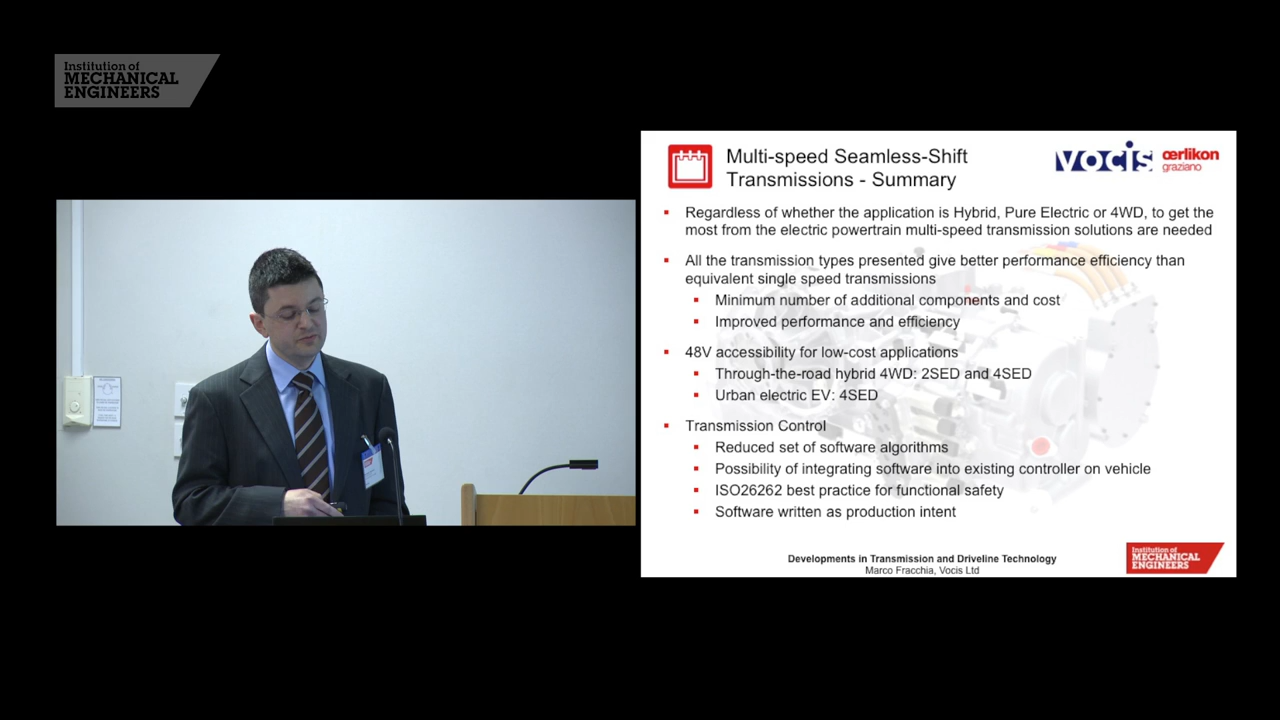 Institution of
MECHANICAL
ENGINEERS
Multi-speed Seamless-Shift
Transmissions - Summary
vocis
œrlikon
graziano
Regardless of whether the application is Hybrid, Pure Electric or 4WD, to get the
most from the electric powertrain multi-speed transmission solutions are needed
All the transmission types presented give better performance efficiency than
equivalent single speed transmissions
Minimum number of additional components and cost
Improved performance and efficiency
48V accessibility for low-cost applications
Through-the-road hybrid 4WD: 2SED and 4SED
Urban electric EV: 4SED
Transmission Control
Reduced set of software algorithms
Possibility of integrating software into existing controller on vehicle
ISO26262 best practice for functional safety
Software written as production intent
Developments in Transmission and Driveline Technology
Marco Fracchia, Vocis Ltd
Institution of
MECHANICAL
ENGINEERS